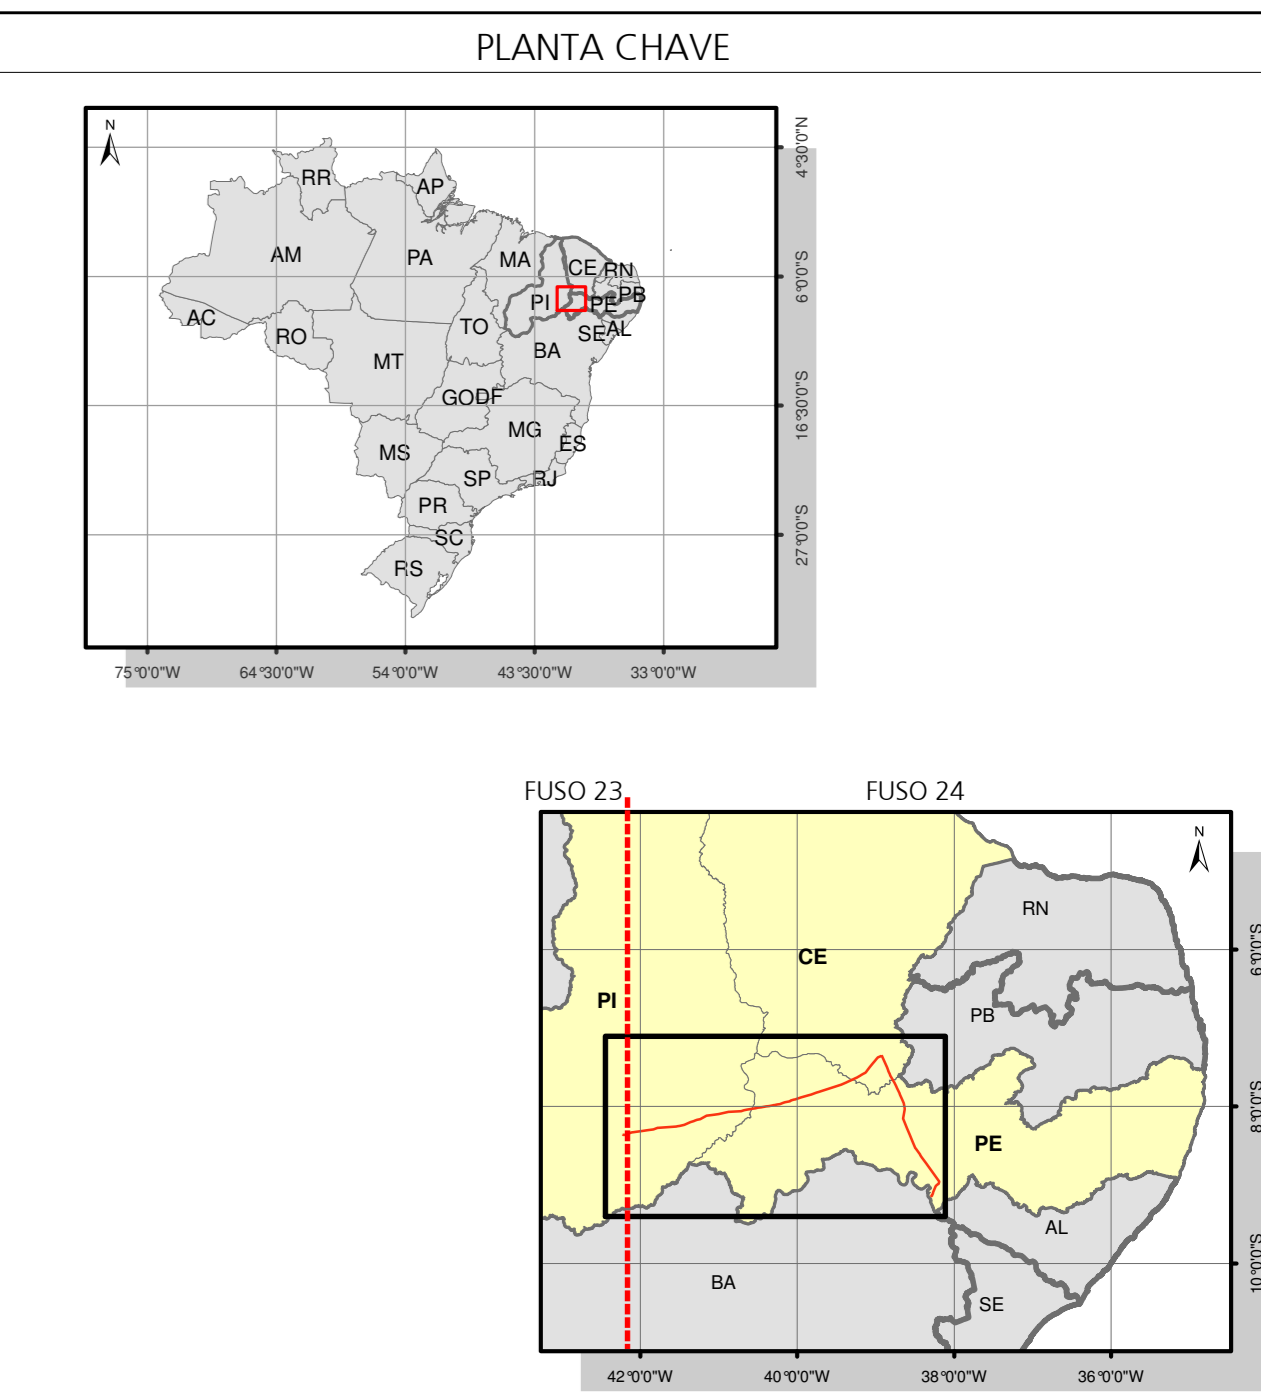 PLANTA CHAVE
N
4°30'0"N
RR
AP
AM
PA
MA
CE
RN
6°0'0"S
PI
PE
PB
AC
RO
TO
SE
AL
MT
BA
GO
DF
16°30'0"S
MG
ES
MS
SP
RJ
PR
SC
27°0'0"S
RS
75°0'0"W 64°30'0"W 54°0'0"W 43°30'0"W 33°0'0"W
FUSO 23 FUSO 24
N
RN
CE
6°0'0"S
PI
PB
8°0'0"S
PE
AL
BA
10°0'0"S
SE
42°0'0"W 40°0'0"W 38°0'0"W 36°0'0"W